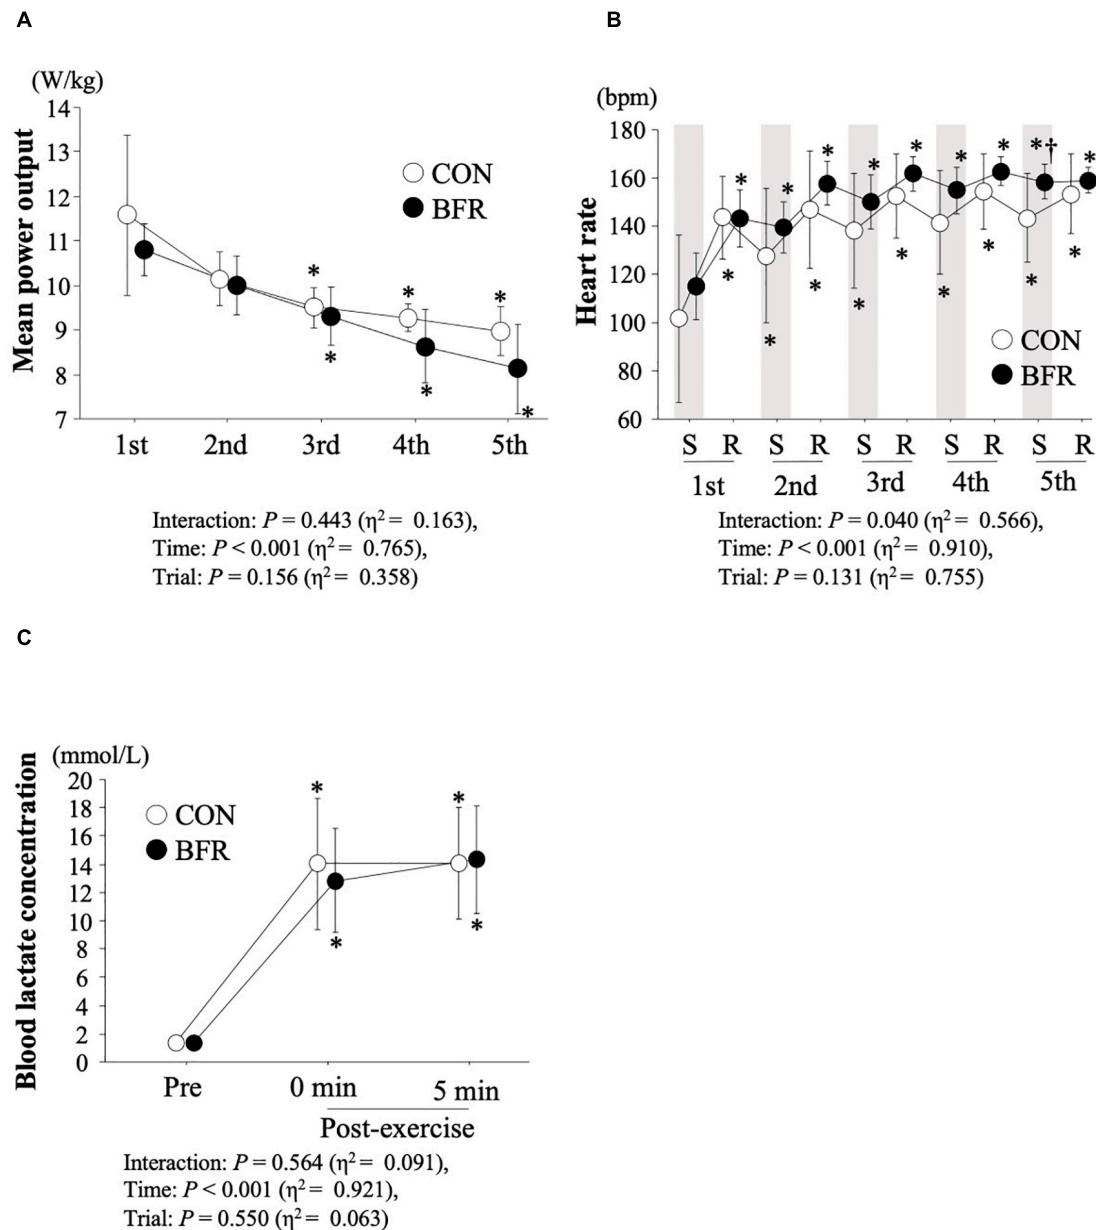 A
(W/kg)
Mean power output
14
13
12
11
10
9
8
7
CON
BFR
*
*
*
*
*
*
1st 2nd 3rd 4th 5th
Interaction: P = 0.443 (η² = 0.163),
Time: P < 0.001 (η² = 0.765),
Trial: P = 0.156 (η² = 0.358)
B
(bpm)
Heart rate
180
160
140
120
100
80
60
* * * * * * * *† *
* * * * * * * * *
CON
BFR
S R S R S R S R S R
1st 2nd 3rd 4th 5th
Interaction: P = 0.040 (η² = 0.566),
Time: P < 0.001 (η² = 0.910),
Trial: P = 0.131 (η² = 0.755)
C
(mmol/L)
Blood lactate concentration
20
18
16
14
12
10
8
6
4
2
0
CON
BFR
* *
* *
Pre 0 min 5 min
Post-exercise
Interaction: P = 0.564 (η² = 0.091),
Time: P < 0.001 (η² = 0.921),
Trial: P = 0.550 (η² = 0.063)